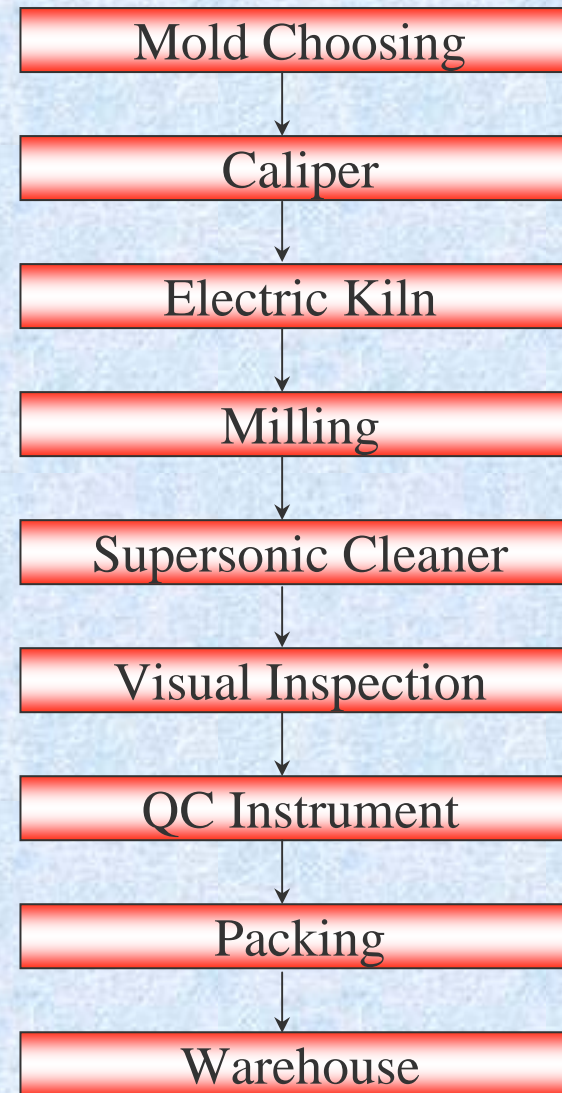 Mold Choosing
Caliper
Electric Kiln
Milling
Supersonic Cleaner
Visual Inspection
QC Instrument
Packing
Warehouse